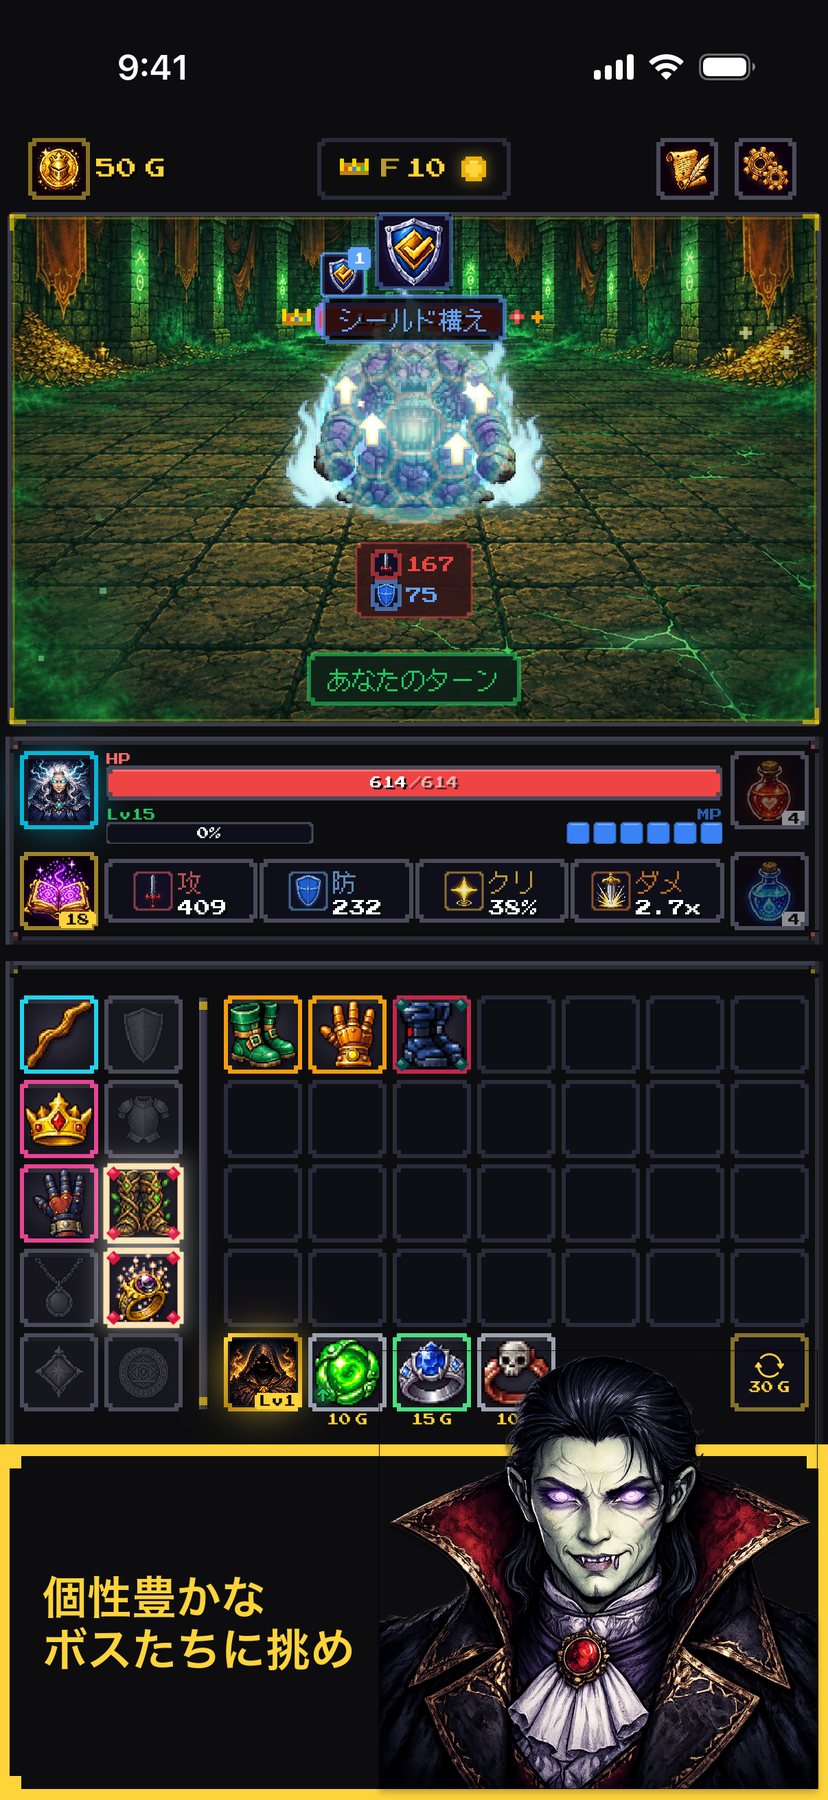 9:41
50 G
F 10
1
シールド構え
167
75
あなたのターン
HP
614/614
Lv15
MP
0%
4
18
攻
409
防
232
クリ
38%
ダメ
2.7x
4
Lv1
10 G
15 G
10
30 G
個性豊かな
ボスたちに挑め